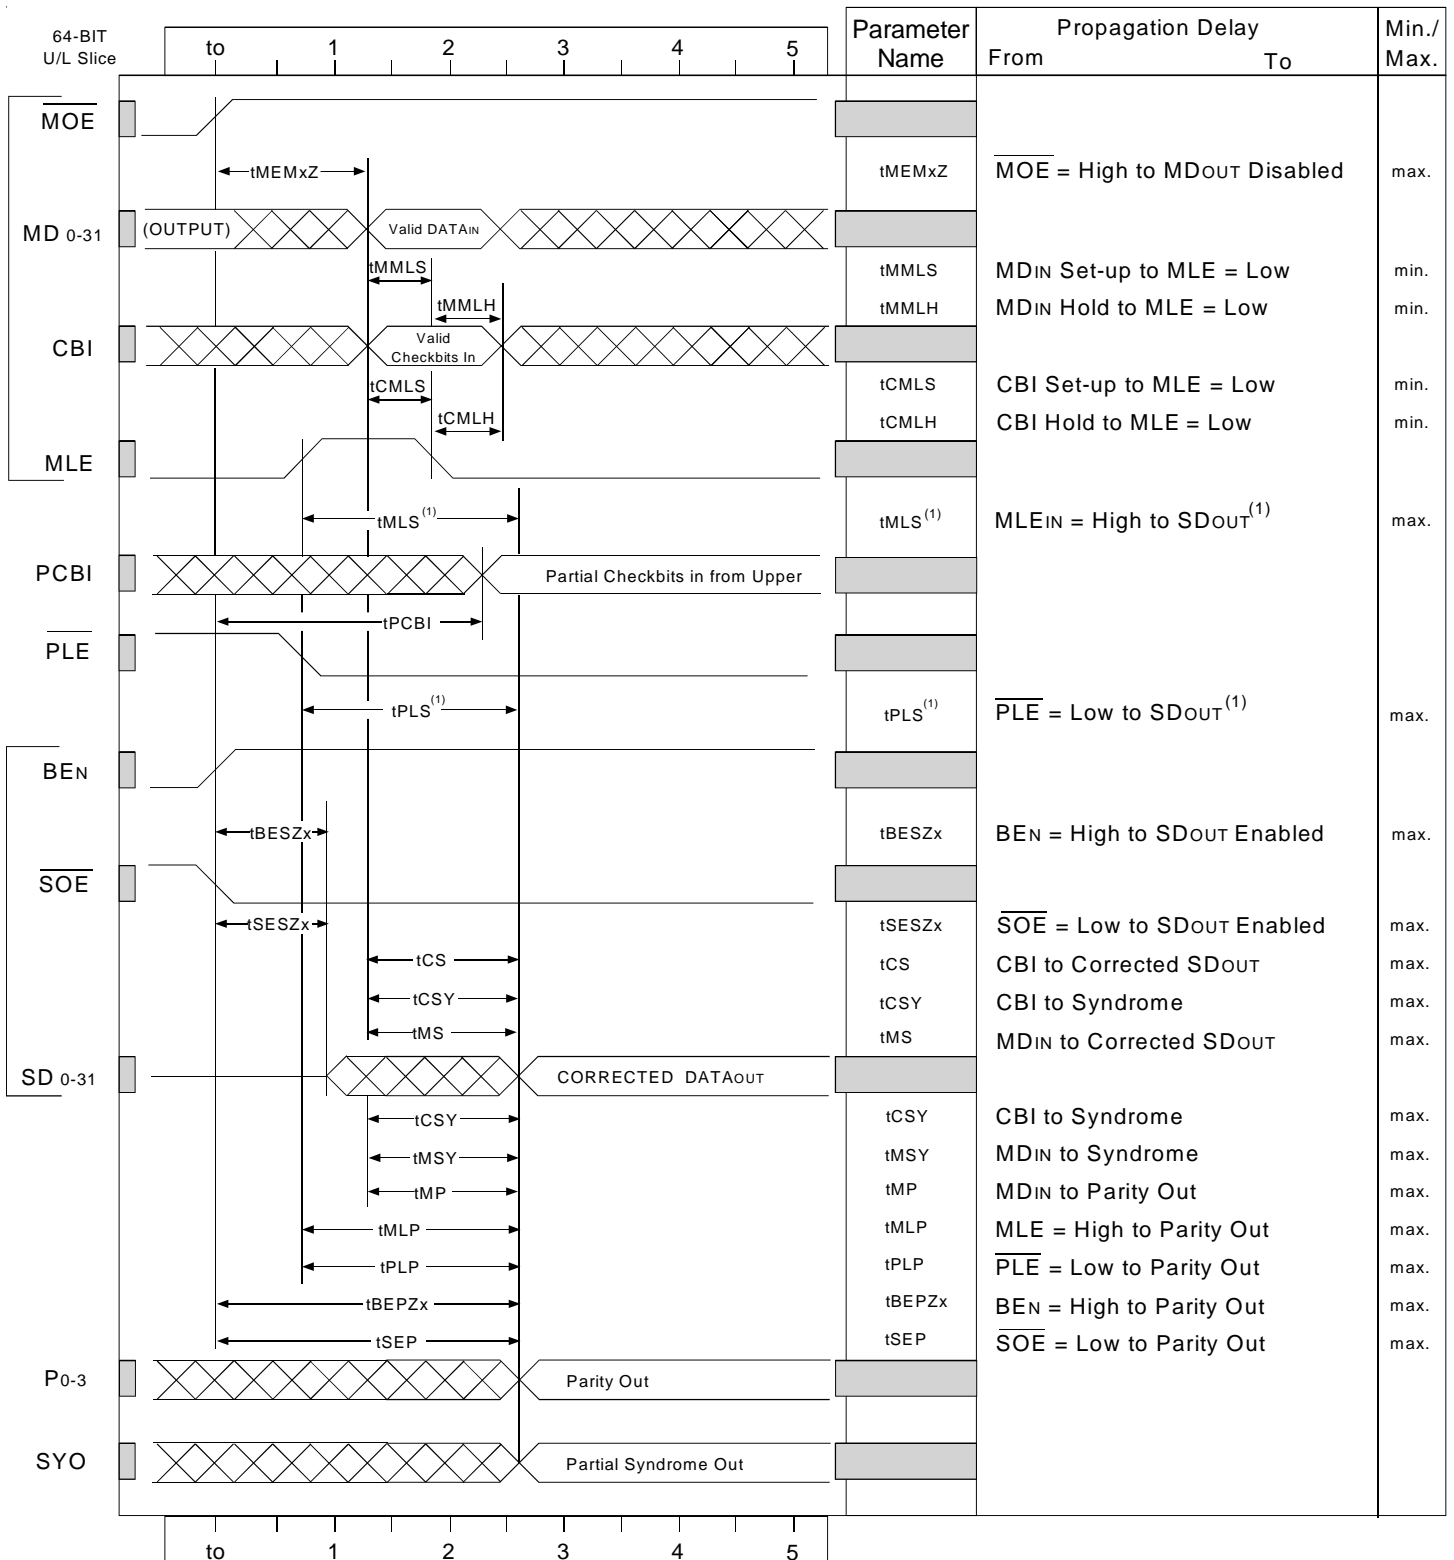 64-BIT
U/L Slice
to 1 2 3 4 5
Parameter Name
Propagation Delay
From To
Min./ Max.
MOE
tMEMxZ
tMEMxZ MOE = High to MDOUT Disabled max.
MD 0-31
(OUTPUT)
Valid DATAIN
tMMLS
tMMLS MDIN Set-up to MLE = Low min.
tMMLH
tMMLH MDIN Hold to MLE = Low min.
CBI
Valid
Checkbits In
tCMLS
tCMLS CBI Set-up to MLE = Low min.
tCMLH
tCMLH CBI Hold to MLE = Low min.
MLE
tMLS(1)
tMLS(1) MLEIN = High to SDOUT(1) max.
PCBI
Partial Checkbits in from Upper
tPCBI
PLE
tPLS(1)
tPLS(1) PLE = Low to SDOUT(1) max.
BEN
tBESZx
tBESZx BEN = High to SDOUT Enabled max.
SOE
tSESZx
tSESZx SOE = Low to SDOUT Enabled max.
tCS
tCS CBI to Corrected SDOUT max.
tCSY
tCSY CBI to Syndrome max.
tMS
tMS MDIN to Corrected SDOUT max.
SD 0-31
CORRECTED DATAOUT
tCSY
tCSY CBI to Syndrome max.
tMSY
tMSY MDIN to Syndrome max.
tMP
tMP MDIN to Parity Out max.
tMLP
tMLP MLE = High to Parity Out max.
tPLP
tPLP PLE = Low to Parity Out max.
tBEPZx
tBEPZx BEN = High to Parity Out max.
tSEP
tSEP SOE = Low to Parity Out max.
P0-3
Parity Out
SYO
Partial Syndrome Out
to 1 2 3 4 5